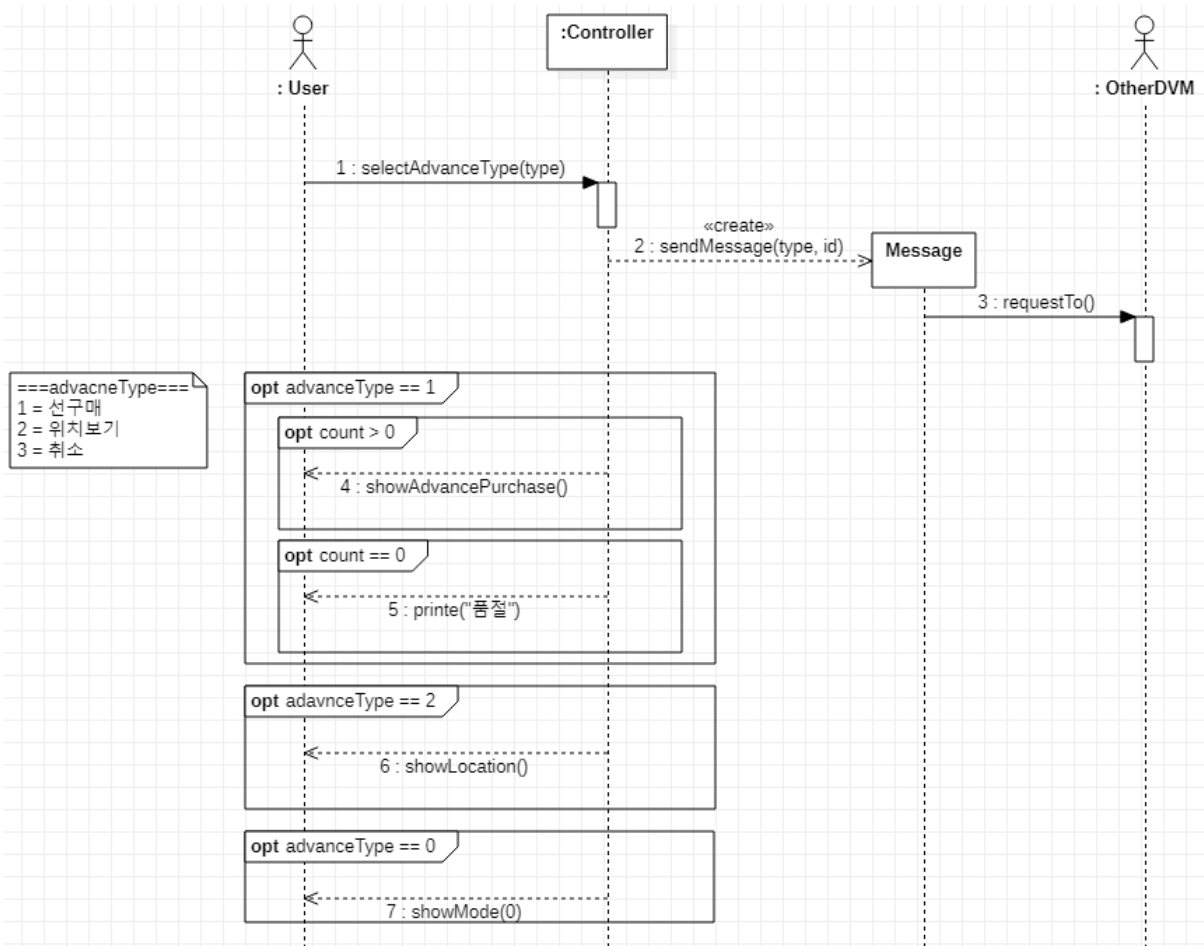 :Controller
: User
: OtherDVM
1 : selectAdvanceType(type)
«create»
2 : sendMessage(type, id)
Message
3 : requestTo()
===advacneType===
1 = 선구매
2 = 위치보기
3 = 취소
opt advanceType == 1
opt count > 0
4 : showAdvancePurchase()
opt count == 0
5 : printe("품절")
opt adavnceType == 2
6 : showLocation()
opt advanceType == 0
7 : showMode(0)